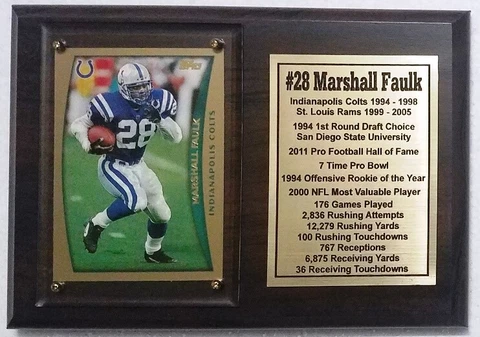 Topps
28
MARSHALL FAULK
INDIANAPOLIS COLTS
#28 Marshall Faulk
Indianapolis Colts 1994 - 1998
St. Louis Rams 1999 - 2005
1994 1st Round Draft Choice
San Diego State University
2011 Pro Football Hall of Fame
7 Time Pro Bowl
1994 Offensive Rookie of the Year
2000 NFL Most Valuable Player
176 Games Played
2,836 Rushing Attempts
12,279 Rushing Yards
100 Rushing Touchdowns
767 Receptions
6,875 Receiving Yards
36 Receiving Touchdowns